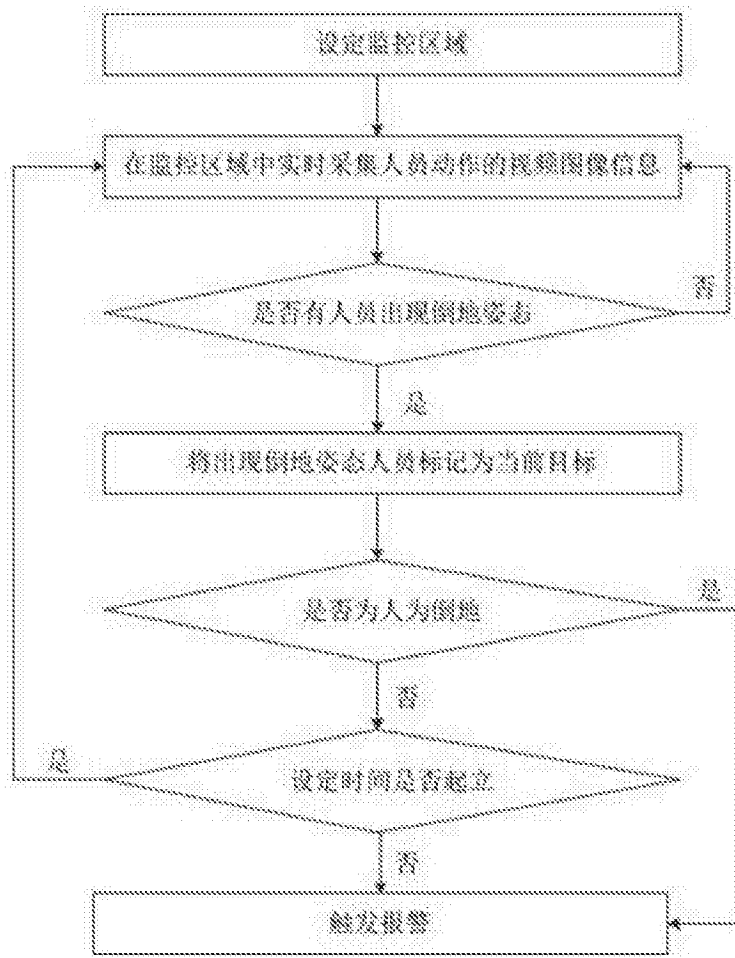 设定监控区域
在监控区域中实时采集人员动作的视频图像信息
是否有人员出现倒地姿态
否
是
将出现倒地姿态人员标记为当前目标
是否为人为倒地
是
否
设定时间是否起立
是
否
触发报警